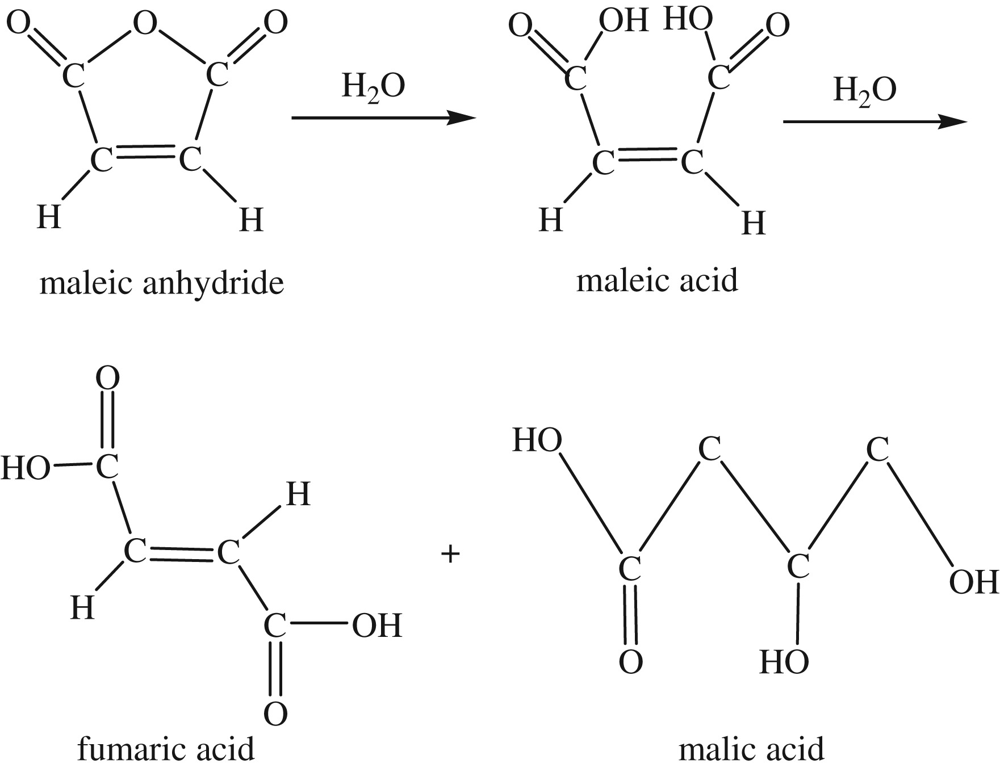 O O O OH HO O
C C H₂O C C H₂O
C C C C
H H H H
maleic anhydride maleic acid
O
HO C HO C C
H
C C + C C
H OH
C OH O HO
O
fumaric acid malic acid